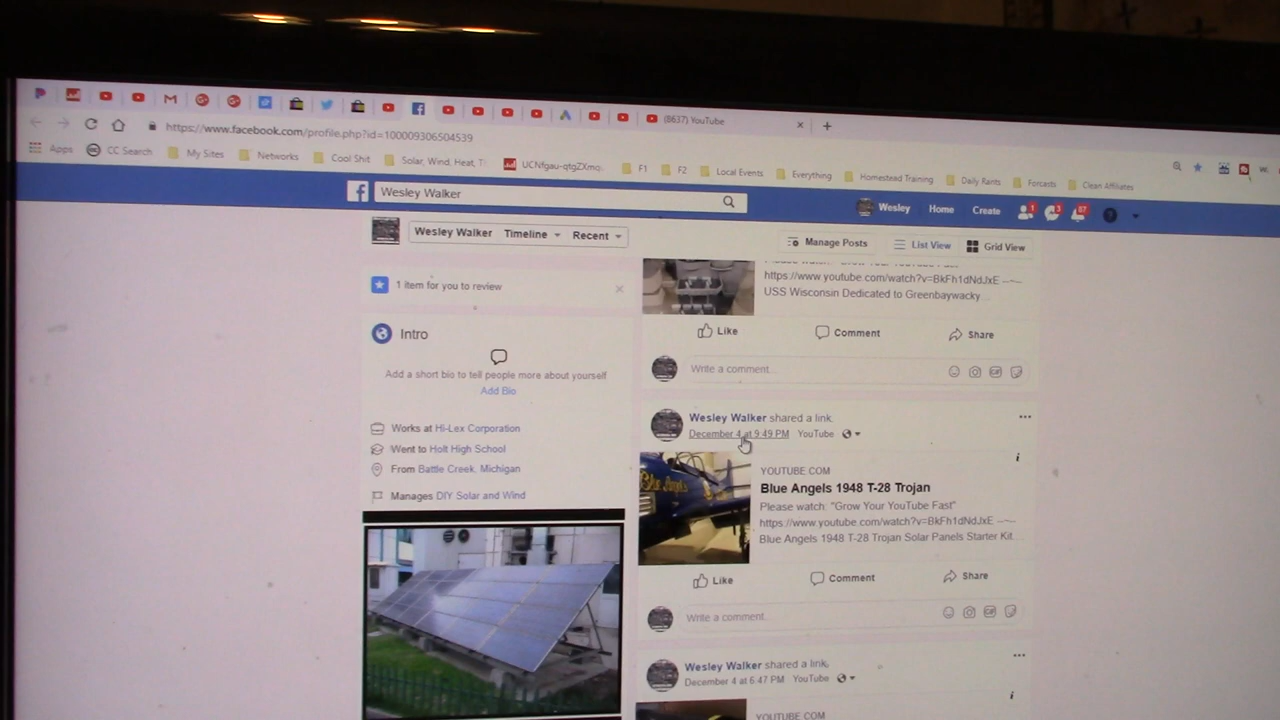 (8637) YouTube
https://www.facebook.com/profile.php?id=100009306504539
Apps CC Search My Sites Networks Cool Shit Solar, Wind, Heat, UCNfgau-qtgZXmq F1 F2 Local Events Everything Homestead Training Daily Rants Forcasts Clean Affiliates
Wesley Walker
Wesley Home Create 1 3 87
Wesley Walker Timeline Recent
Manage Posts List View Grid View
1 item for you to review
https://www.youtube.com/watch?v=BkFh1dNdJxE
USS Wisconsin Dedicated to Greenbaywacky
Like Comment Share
Write a comment...
Intro
Add a short bio to tell people more about yourself
Add Bio
Works at Hi-Lex Corporation
Went to Holt High School
From Battle Creek, Michigan
Manages DIY Solar and Wind
Wesley Walker shared a link.
December 4 at 9:49 PM YouTube
YOUTUBE.COM
Blue Angels
Blue Angels 1948 T-28 Trojan
Please watch: "Grow Your YouTube Fast"
https://www.youtube.com/watch?v=BkFh1dNdJxE
Blue Angels 1948 T-28 Trojan Solar Panels Starter Kit...
Like Comment Share
Write a comment...
Wesley Walker shared a link.
December 4 at 6:47 PM YouTube
YOUTUBE.COM